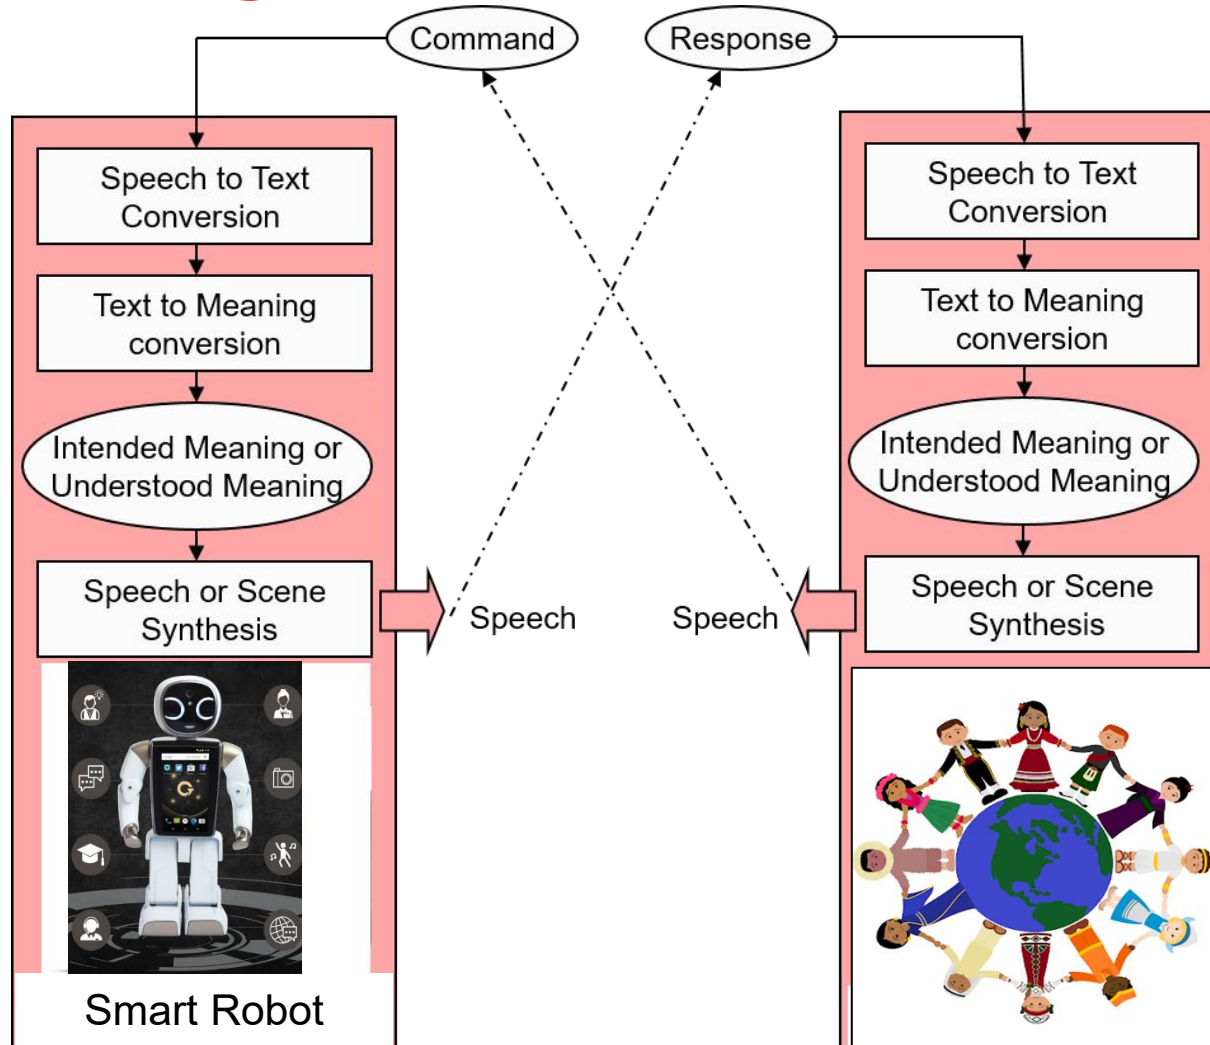 Command
Response
Speech to Text
Conversion
Text to Meaning
conversion
Intended Meaning or
Understood Meaning
Speech or Scene
Synthesis
Speech
Smart Robot
Speech to Text
Conversion
Text to Meaning
conversion
Intended Meaning or
Understood Meaning
Speech or Scene
Synthesis
Speech